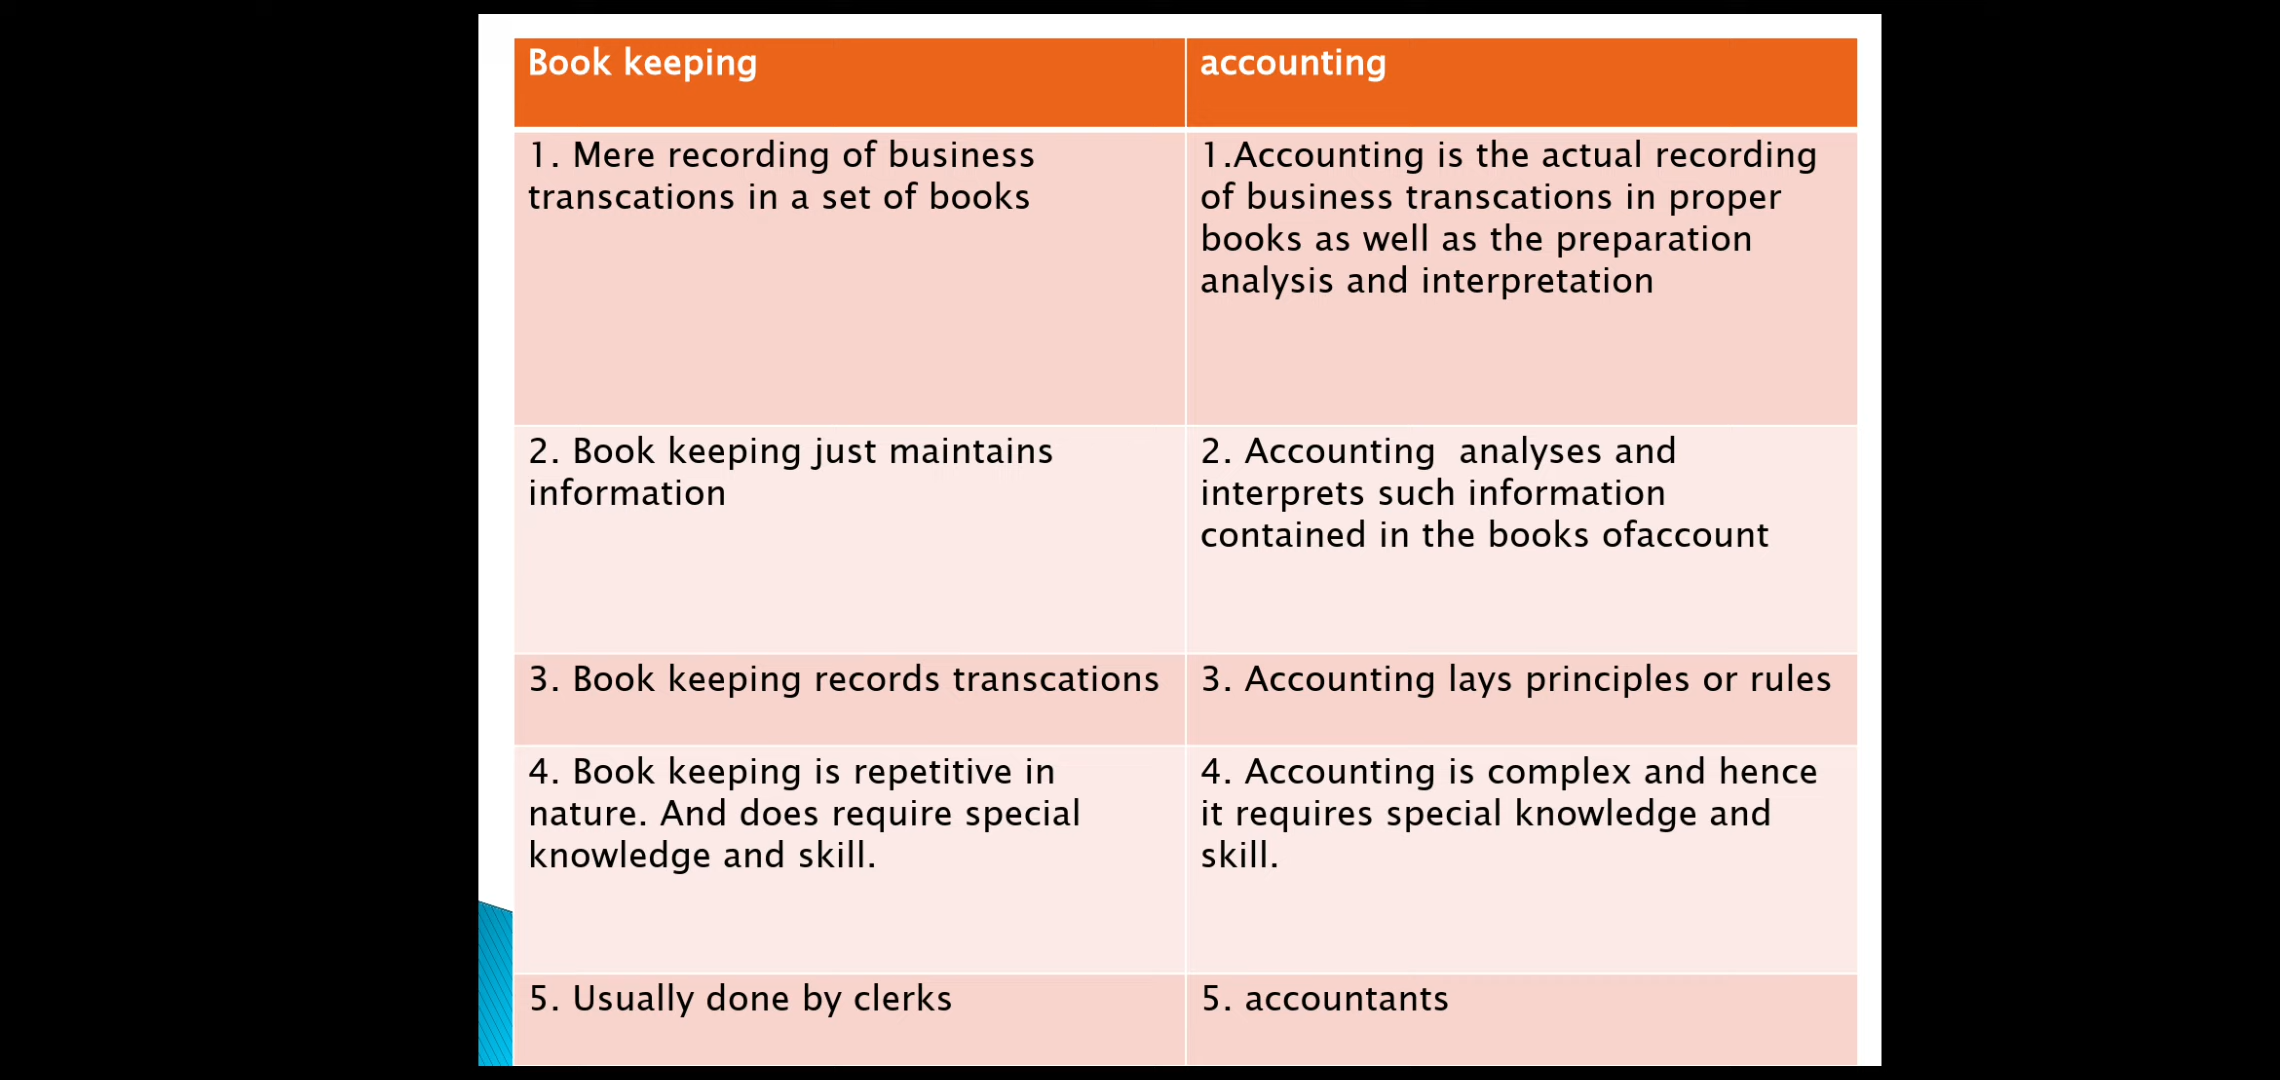 Book keeping
accounting
1. Mere recording of business
transcations in a set of books
1.Accounting is the actual recording
of business transcations in proper
books as well as the preparation
analysis and interpretation
2. Book keeping just maintains
information
2. Accounting  analyses and
interprets such information
contained in the books ofaccount
3. Book keeping records transcations
3. Accounting lays principles or rules
4. Book keeping is repetitive in
nature. And does require special
knowledge and skill.
4. Accounting is complex and hence
it requires special knowledge and
skill.
5. Usually done by clerks
5. accountants